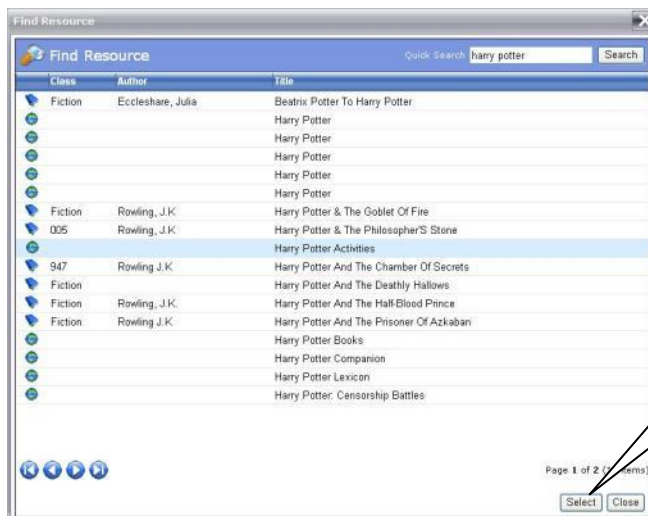 Find Resource
Find Resource Quick Search harry potter Search
Class Author Title
Fiction Eccleshare, Julia Beatrix Potter To Harry Potter
Harry Potter
Harry Potter
Harry Potter
Harry Potter
Harry Potter
Fiction Rowling, J.K Harry Potter & The Goblet Of Fire
005 Rowling, J.K Harry Potter & The Philosopher'S Stone
Harry Potter Activities
947 Rowling J.K Harry Potter And The Chamber Of Secrets
Fiction Harry Potter And The Deathly Hallows
Fiction Rowling, J.K. Harry Potter And The Half-Blood Prince
Fiction Rowling J.K Harry Potter And The Prisoner Of Azkaban
Harry Potter Books
Harry Potter Companion
Harry Potter Lexicon
Harry Potter: Censorship Battles
Page 1 of 2 items)
Select Close